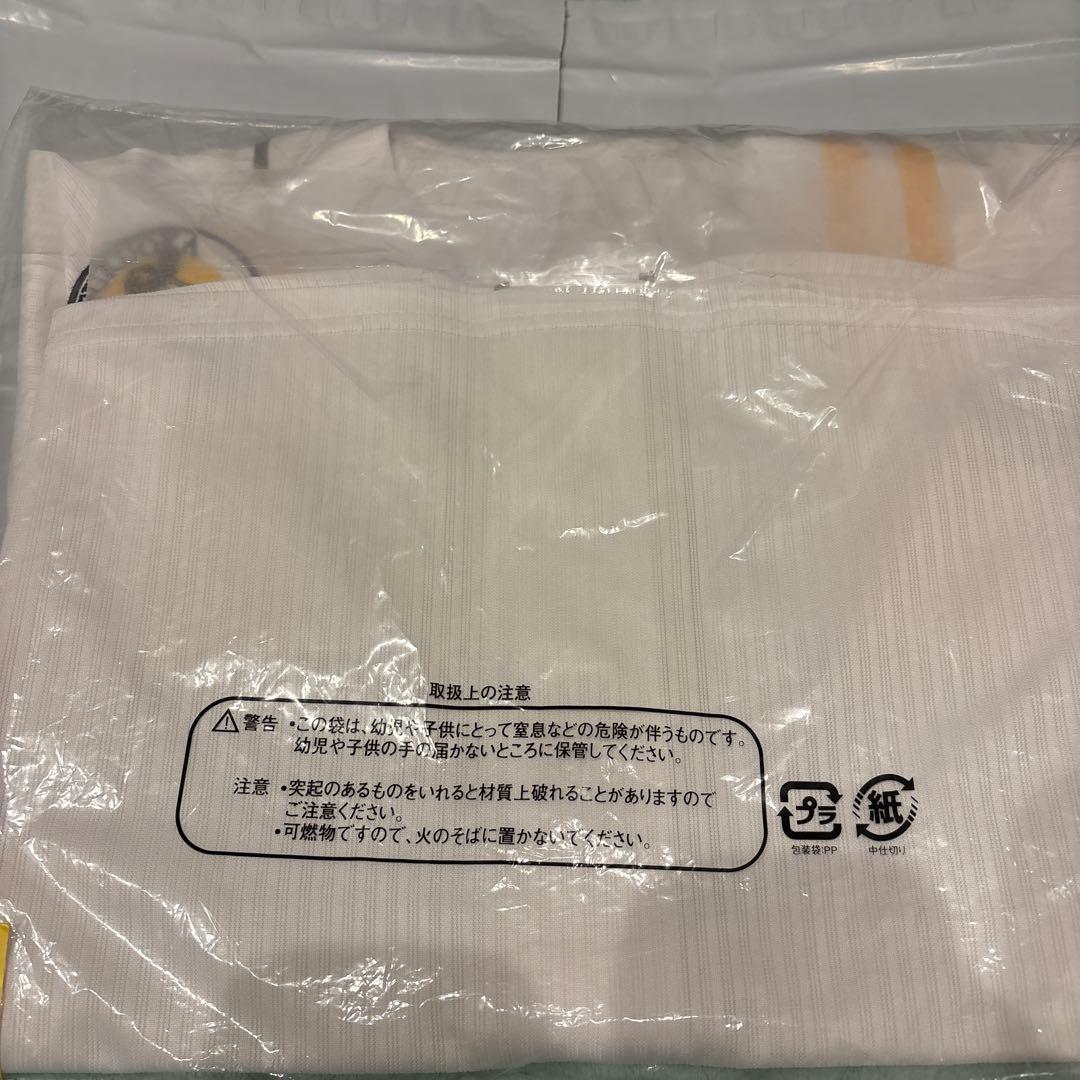 取扱上の注意
警告 •この袋は、幼児や子供にとって窒息などの危険が伴うものです。
幼児や子供の手の届かないところに保管してください。
注意 •突起のあるものをいれると材質上破れることがありますので
ご注意ください。
•可燃物ですので、火のそばに置かないでください。
プラ
包装袋:PP
紙
中仕切り